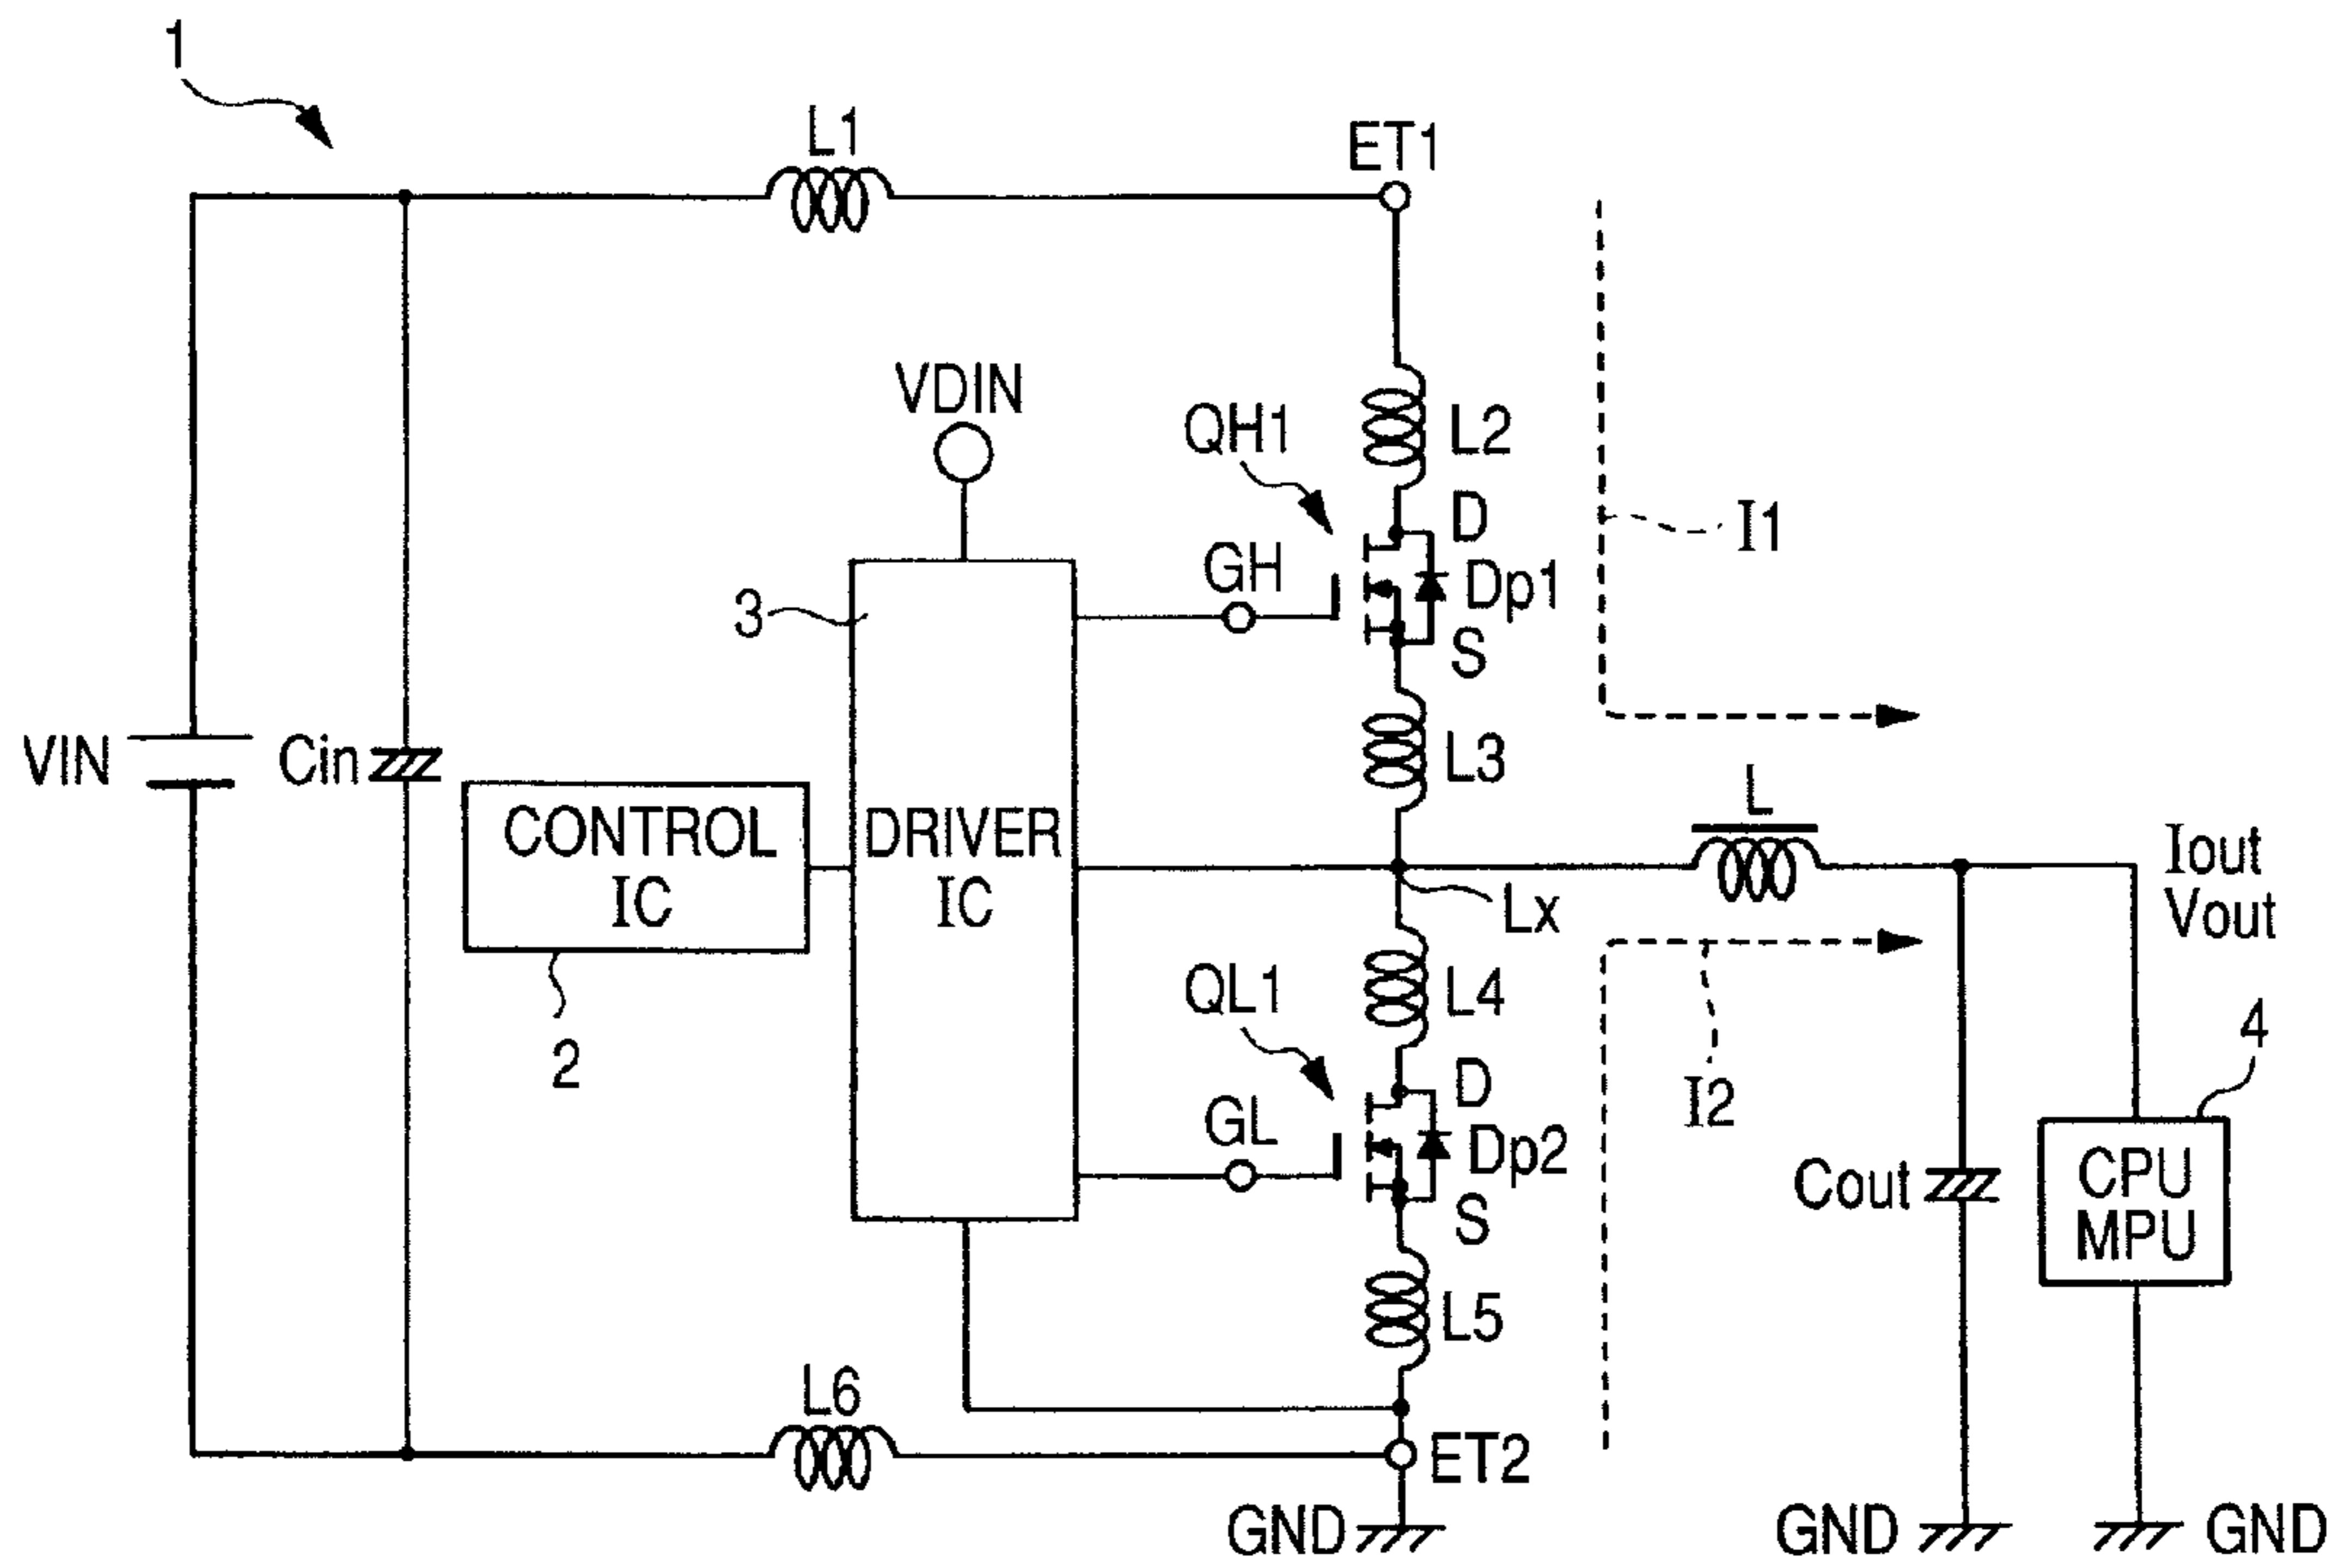 1
L1
ET1
VDIN
QH1
L2
D
I1
GH
Dp1
3
S
VIN
Cin
L3
L
CONTROL
IC
DRIVER
IC
Iout
Vout
Lx
QL1
L4
2
4
D
I2
GL
Dp2
Cout
CPU
MPU
S
L5
L6
ET2
GND
GND
GND